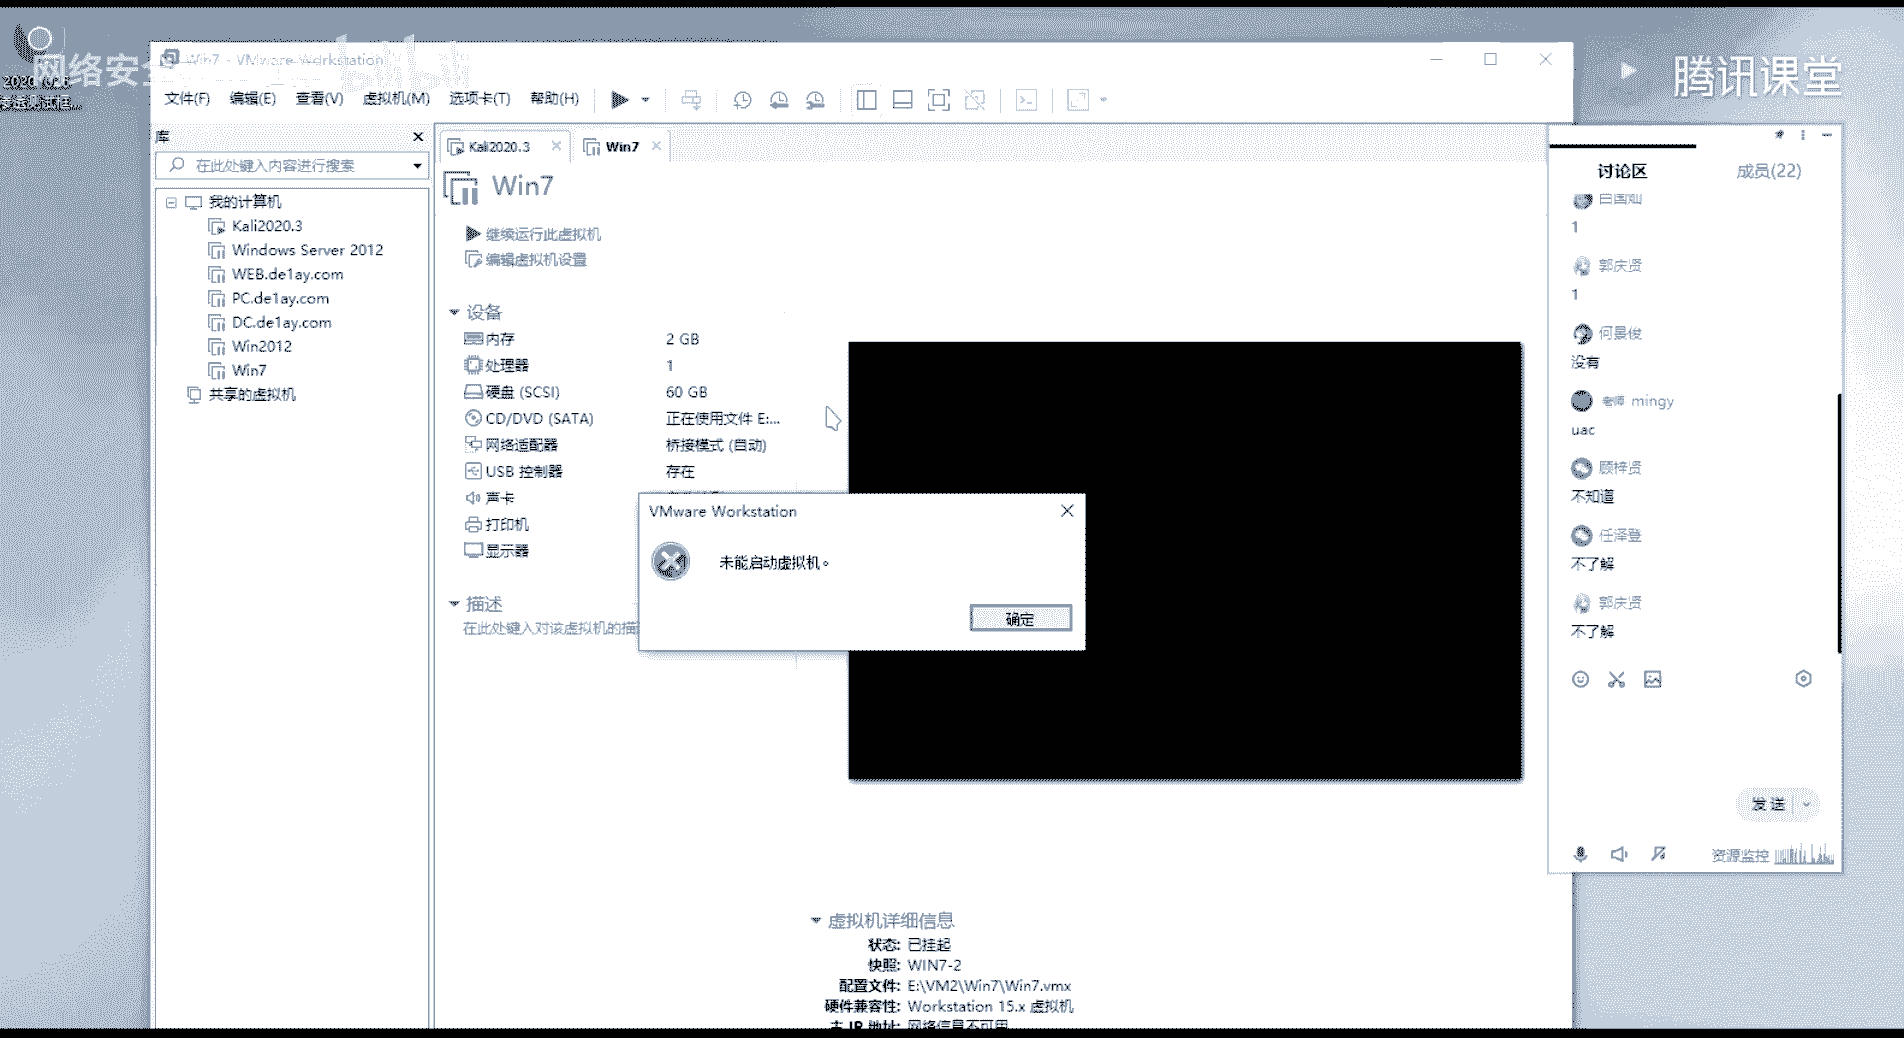 网络安
腾讯课堂
Win7 - VMware Workstation
文件(F) 编辑(E) 查看(V) 虚拟机(M) 选项卡(T) 帮助(H)
库
在此处键入内容进行搜索
我的计算机
Kali2020.3
Windows Server 2012
WEB.de1ay.com
PC.de1ay.com
DC.de1ay.com
Win2012
Win7
共享的虚拟机
Kali2020.3
Win7
Win7
继续运行此虚拟机
编辑虚拟机设置
设备
内存 2 GB
处理器 1
硬盘 (SCSI) 60 GB
CD/DVD (SATA) 正在使用文件 E:...
网络适配器 桥接模式 (自动)
USB 控制器 存在
声卡
打印机
显示器
描述
在此处键入对该虚拟机的描
VMware Workstation
未能启动虚拟机。
确定
虚拟机详细信息
状态: 已挂起
快照: WIN7-2
配置文件: E:\VM2\Win7\Win7.vmx
硬件兼容性: Workstation 15.x 虚拟机
主 IP 地址: 网络信息不可用
讨论区 成员(22)
1
郭庆贤
1
何景俊
没有
老师 mingy
uac
顾梓贤
不知道
任泽登
不了解
郭庆贤
不了解
发送
资源监控